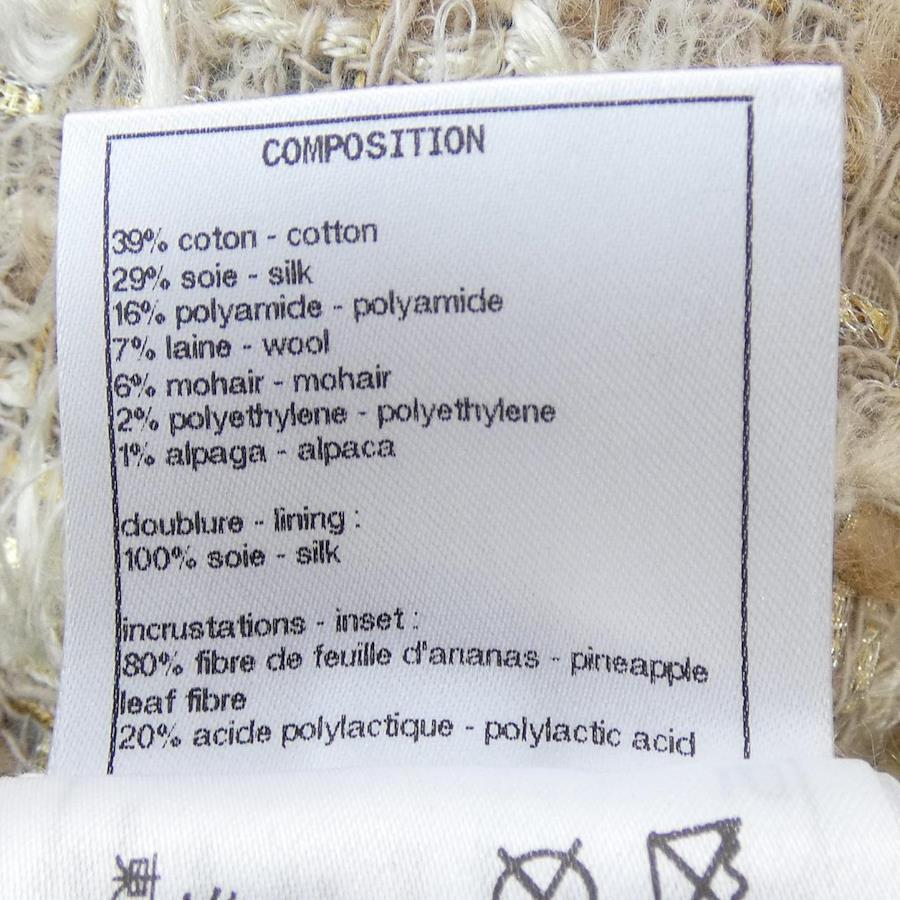 COMPOSITION
39% coton - cotton
29% soie - silk
16% polyamide - polyamide
7% laine - wool
6% mohair - mohair
2% polyethylene - polyethylene
1% alpaga - alpaca
doublure - lining :
100% soie - silk
incrustations - inset :
80% fibre de feuille d'ananas - pineapple
leaf fibre
20% acide polylactique - polylactic acid